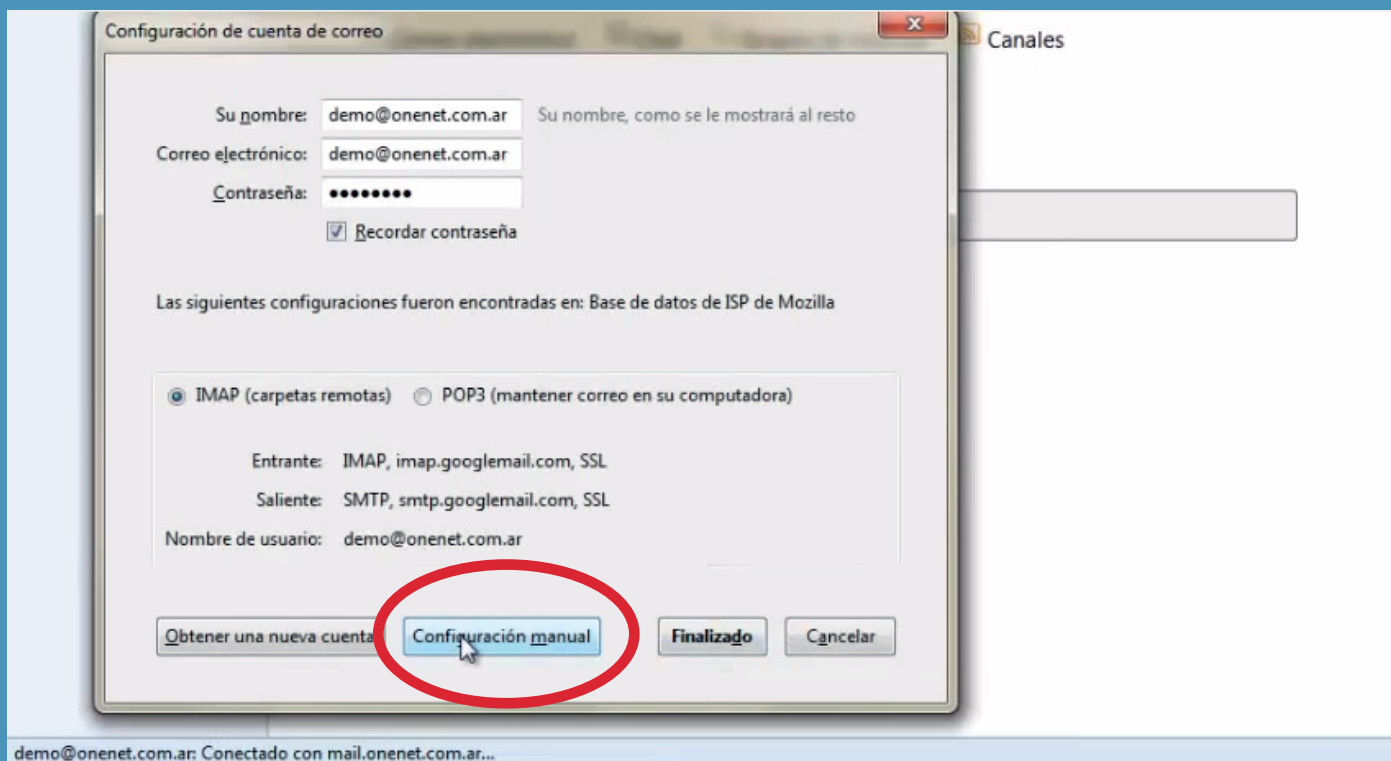 Configuración de cuenta de correo
Canales
Su nombre: demo@onenet.com.ar Su nombre, como se le mostrará al resto
Correo electrónico: demo@onenet.com.ar
Contraseña: ••••••••
Recordar contraseña
Las siguientes configuraciones fueron encontradas en: Base de datos de ISP de Mozilla
IMAP (carpetas remotas) POP3 (mantener correo en su computadora)
Entrante: IMAP, imap.googlemail.com, SSL
Saliente: SMTP, smtp.googlemail.com, SSL
Nombre de usuario: demo@onenet.com.ar
Obtener una nueva cuenta Configuración manual Finalizado Cancelar
demo@onenet.com.ar: Conectado con mail.onenet.com.ar...